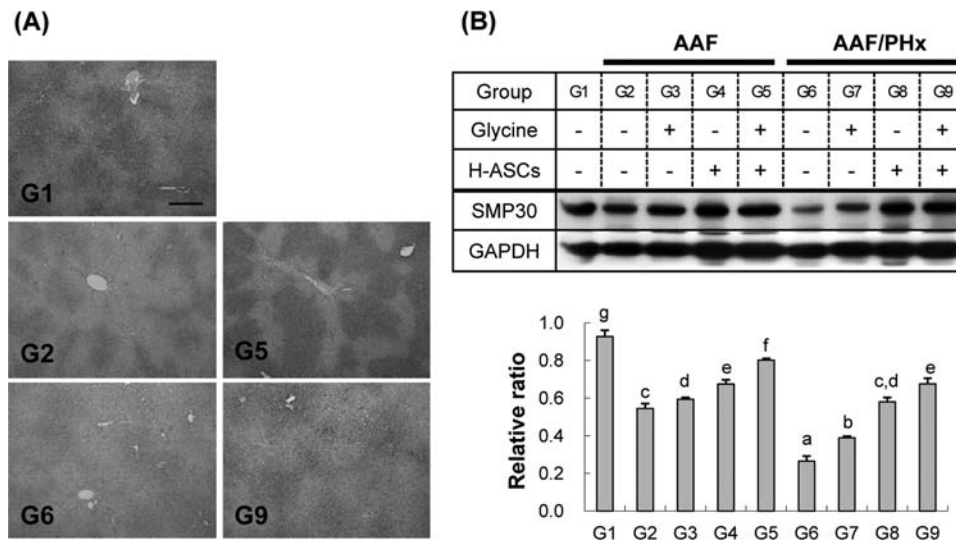 (A)
G1
G2
G5
G6
G9
(B)
AAF AAF/PHx
Group G1 G2 G3 G4 G5 G6 G7 G8 G9
Glycine - - + - + - + - +
H-ASCs - - - + + - - + +
SMP30
GAPDH
Relative ratio
1.0
0.8
0.6
0.4
0.2
0.0
g c d e f a b c,d e
G1 G2 G3 G4 G5 G6 G7 G8 G9